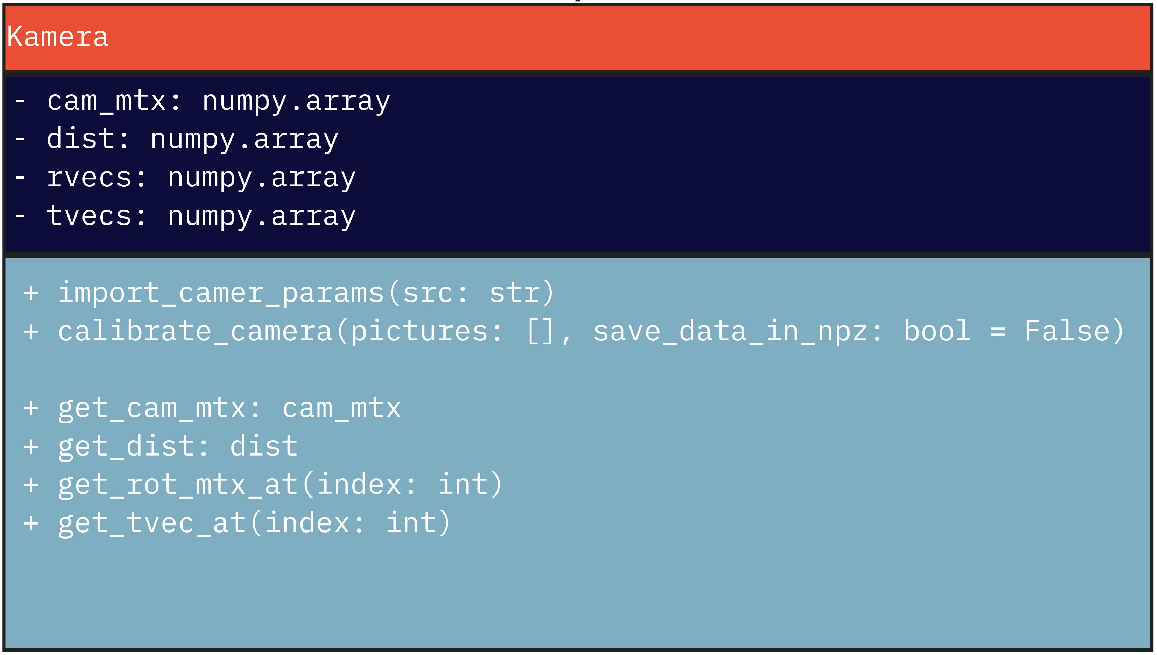 Kamera
- cam_mtx: numpy.array
- dist: numpy.array
- rvecs: numpy.array
- tvecs: numpy.array
+ import_camer_params(src: str)
+ calibrate_camera(pictures: [], save_data_in_npz: bool = False)
+ get_cam_mtx: cam_mtx
+ get_dist: dist
+ get_rot_mtx_at(index: int)
+ get_tvec_at(index: int)